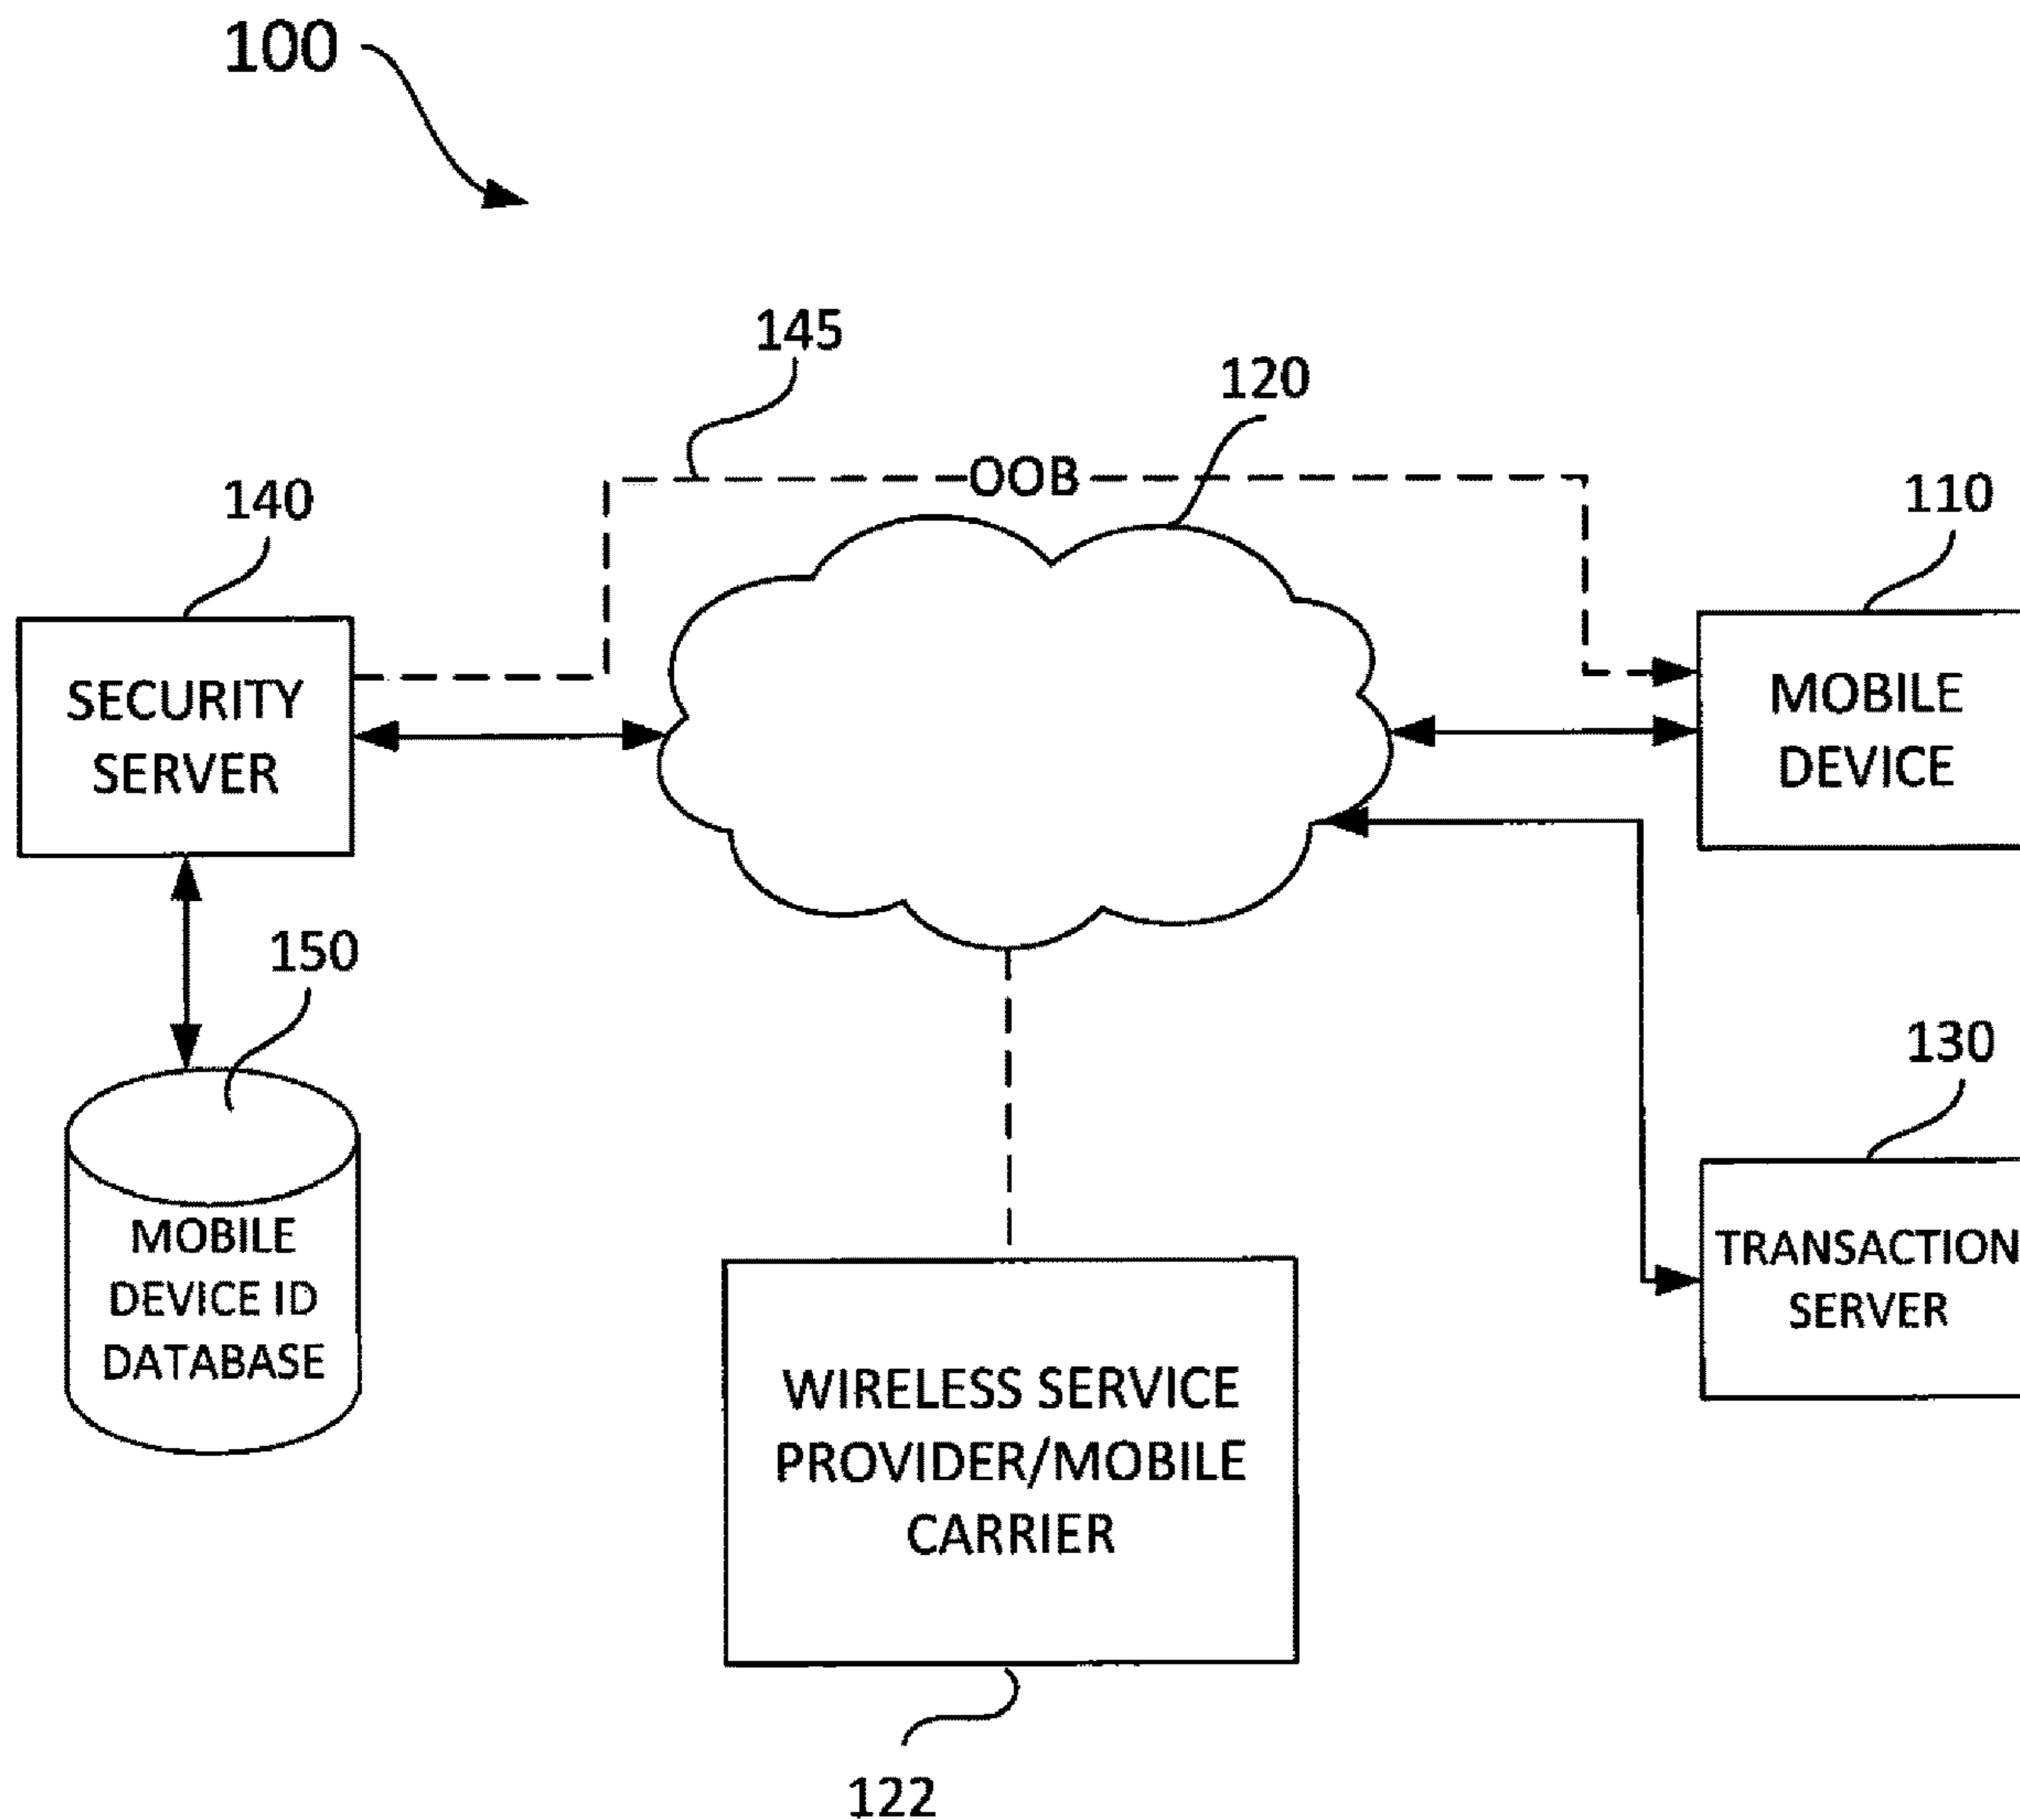 100
145
120
OOB
140
110
SECURITY
SERVER
MOBILE
DEVICE
150
130
MOBILE
DEVICE ID
DATABASE
TRANSACTION
SERVER
WIRELESS SERVICE
PROVIDER/MOBILE
CARRIER
122